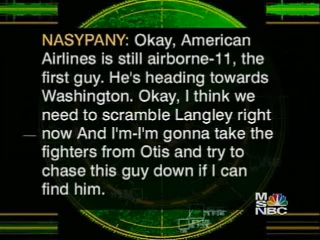 NASYPANY: Okay, American
Airlines is still airborne-11, the
first guy. He's heading towards
Washington. Okay, I think we
need to scramble Langley right
now And I'm-I'm gonna take the
fighters from Otis and try to
chase this guy down if I can
find him.
MSNBC